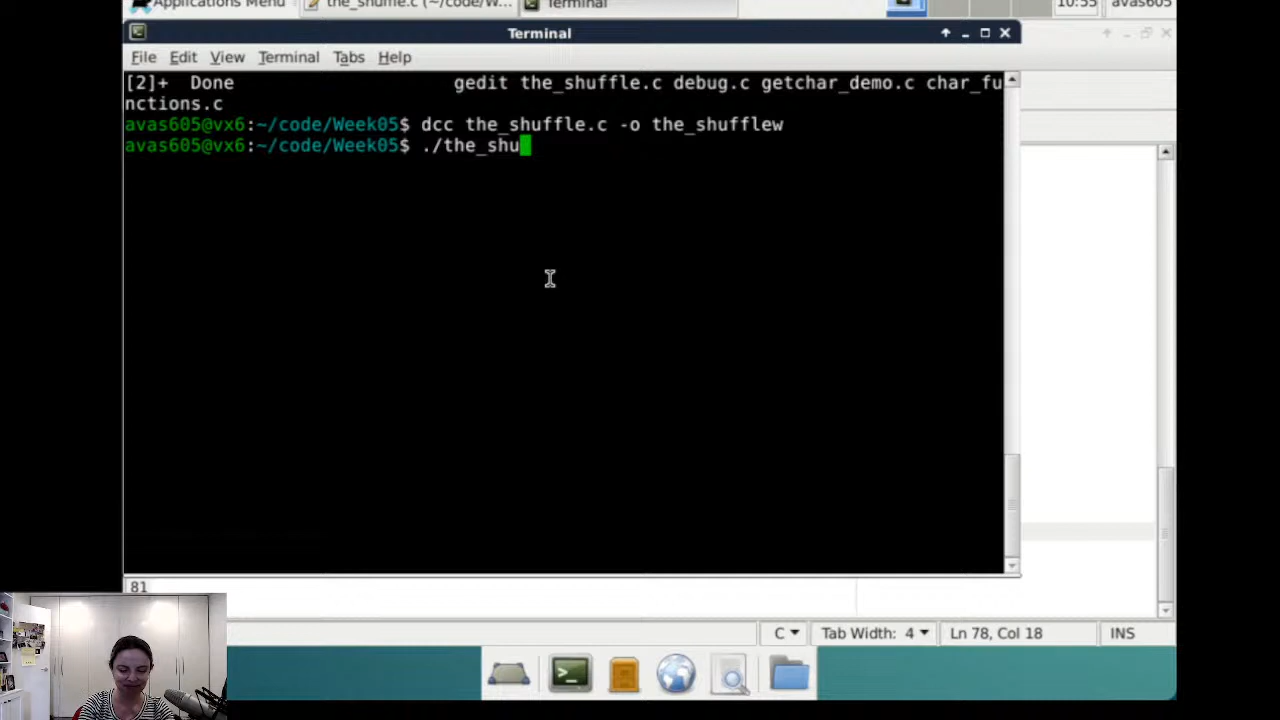 Applications Menu the_shuffle.c (~/code/W... Terminal 10:55 avas605
Terminal
File Edit View Terminal Tabs Help
[2]+ Done gedit the_shuffle.c debug.c getchar_demo.c char_fu
nctions.c
avas605@vx6:~/code/Week05$ dcc the_shuffle.c -o the_shufflew
avas605@vx6:~/code/Week05$ ./the_shu
81
C Tab Width: 4 Ln 78, Col 18 INS